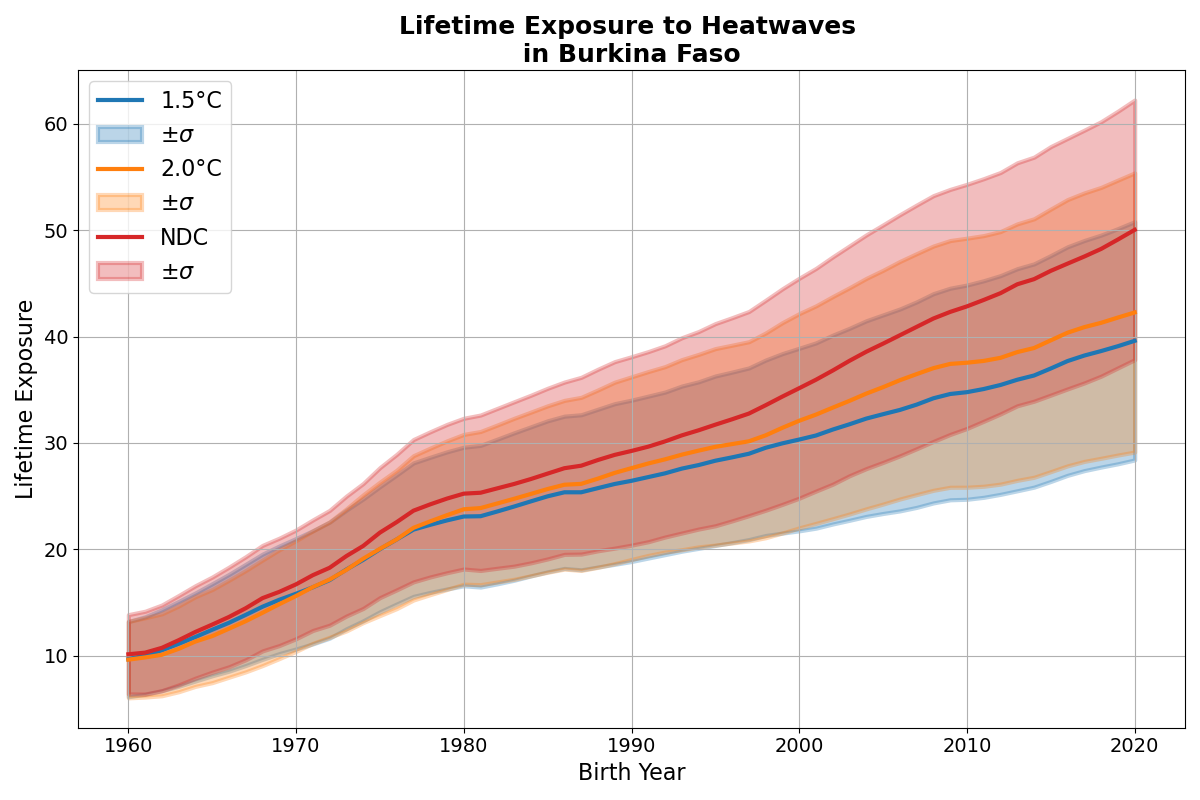 Lifetime Exposure to Heatwaves
in Burkina Faso
1.5°C
±σ
2.0°C
±σ
NDC
±σ
Lifetime Exposure
60
50
40
30
20
10
1960 1970 1980 1990 2000 2010 2020
Birth Year